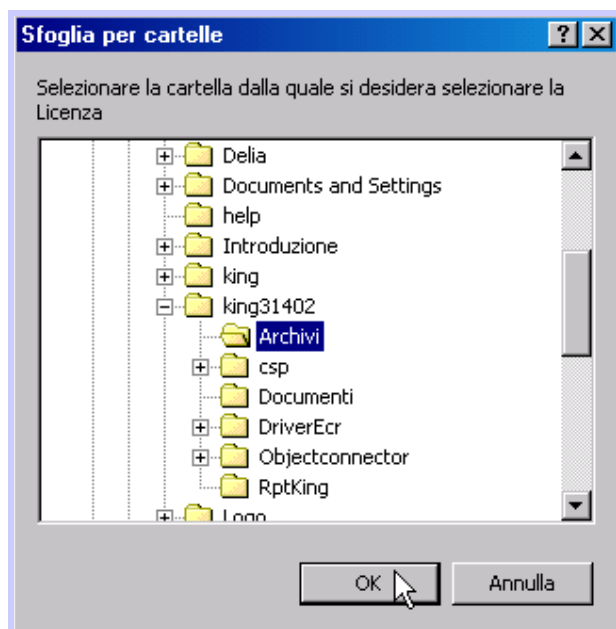 Sfoglia per cartelle
Selezionare la cartella dalla quale si desidera selezionare la
Licenza
Delia
Documents and Settings
help
Introduzione
king
king31402
Archivi
csp
Documenti
DriverEcr
Objectconnector
RptKing
Logo
OK Annulla